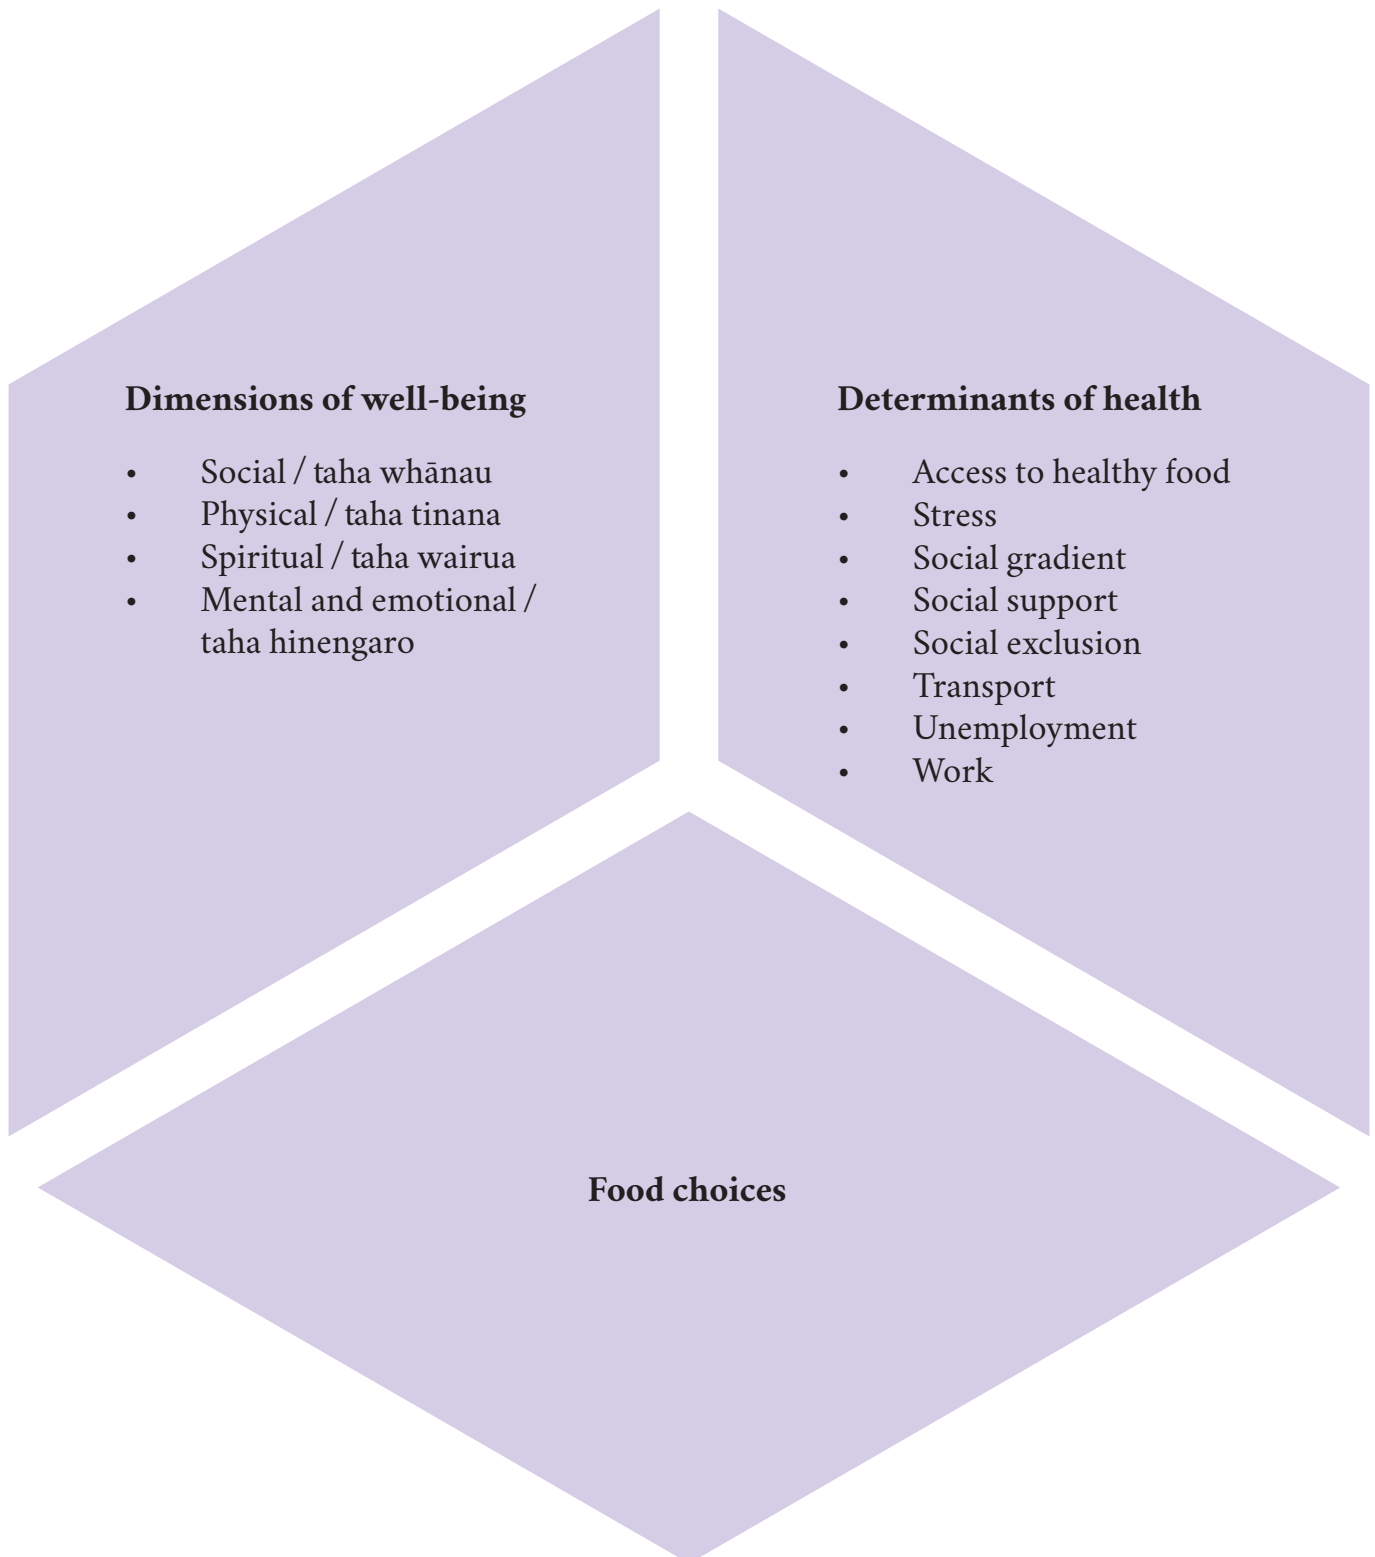 Dimensions of well-being
• Social / taha whānau
• Physical / taha tinana
• Spiritual / taha wairua
• Mental and emotional /
taha hinengaro
Determinants of health
• Access to healthy food
• Stress
• Social gradient
• Social support
• Social exclusion
• Transport
• Unemployment
• Work
Food choices